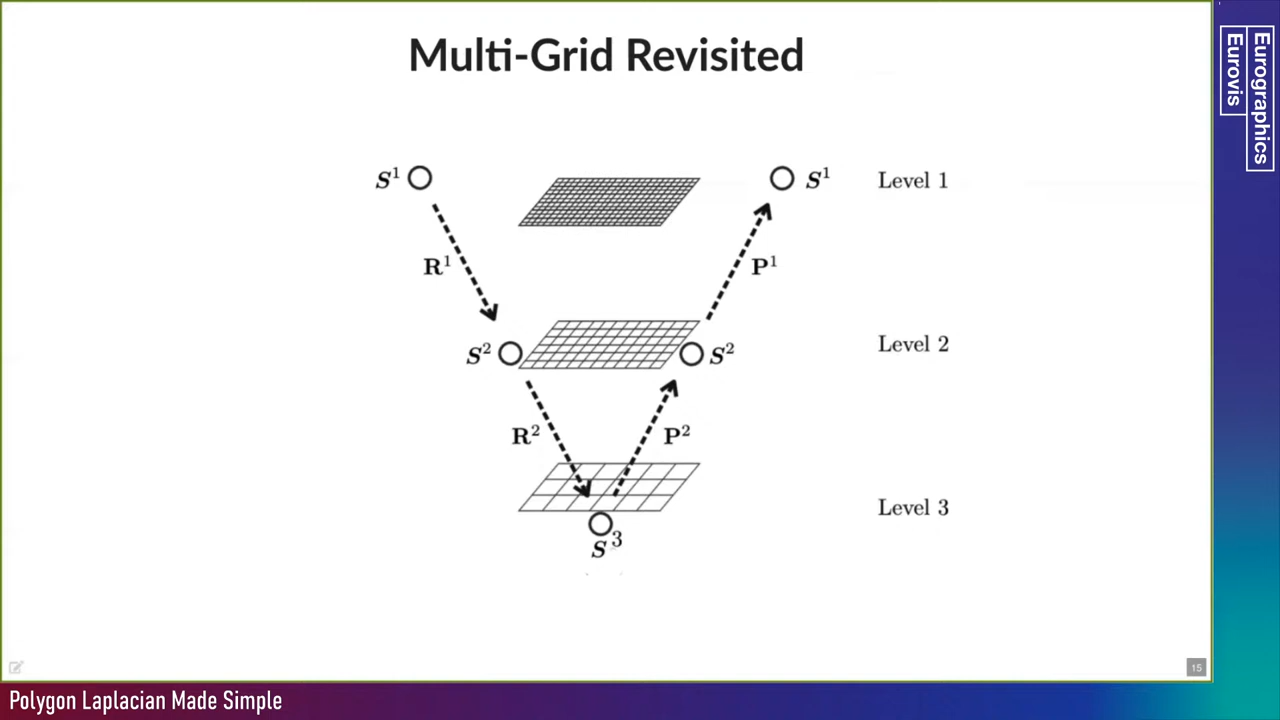 Multi-Grid Revisited
S¹ S¹ Level 1
R¹ P¹
S² S² Level 2
R² P²
Level 3
S³
15
Polygon Laplacian Made Simple
Eurographics
Eurovis